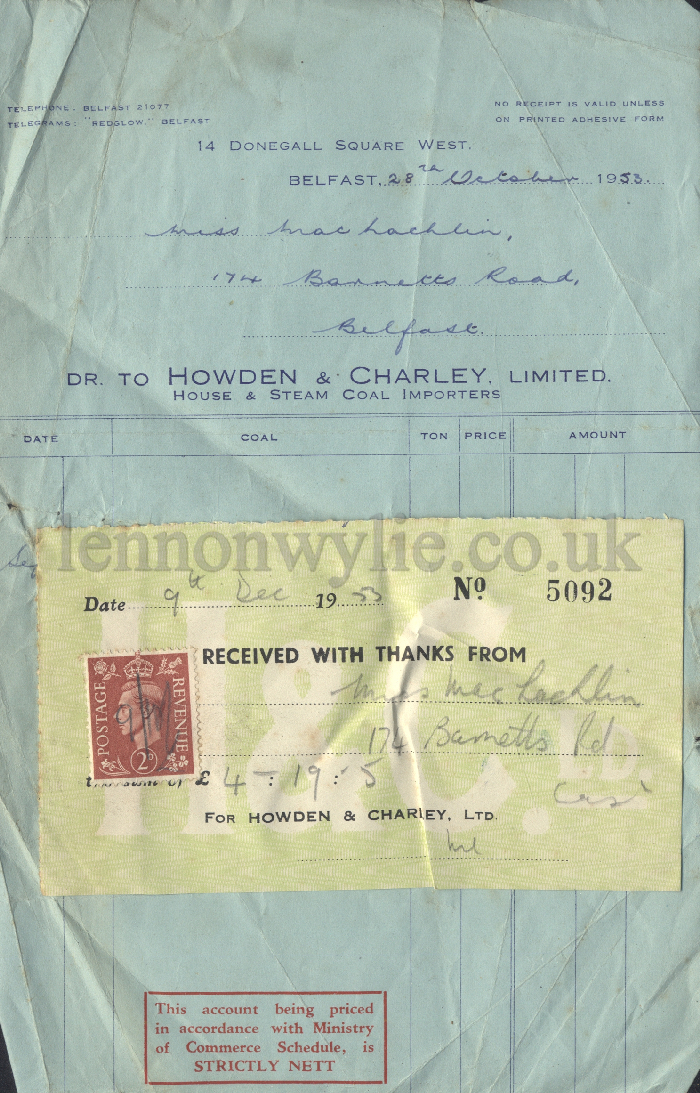 TELEPHONE. BELFAST 21077
TELEGRAMS: "REDGLOW," BELFAST
NO RECEIPT IS VALID UNLESS
ON PRINTED ADHESIVE FORM
14 DONEGALL SQUARE WEST.
BELFAST, 28th October 1953.
Miss MacLachlin,
174 Barnetts Road,
Belfast.
DR. TO HOWDEN & CHARLEY, LIMITED.
HOUSE & STEAM COAL IMPORTERS
DATE COAL TON PRICE AMOUNT
lennonwylie.co.uk
Date 9th Dec 1953 No 5092
RECEIVED WITH THANKS FROM
Miss MacLachlin
174 Barnetts Rd
POSTAGE REVENUE
2D
£ 4 - : 19 : 5
FOR HOWDEN & CHARLEY, LTD.
H&C.
This account being priced
in accordance with Ministry
of Commerce Schedule, is
STRICTLY NETT